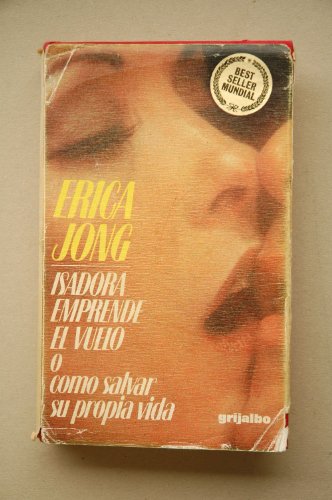 BEST
SELLER
MUNDIAL
ERICA
JONG
ISADORA
EMPRENDE
EL VUELO
O
como salvar
su propia vida
grijalbo